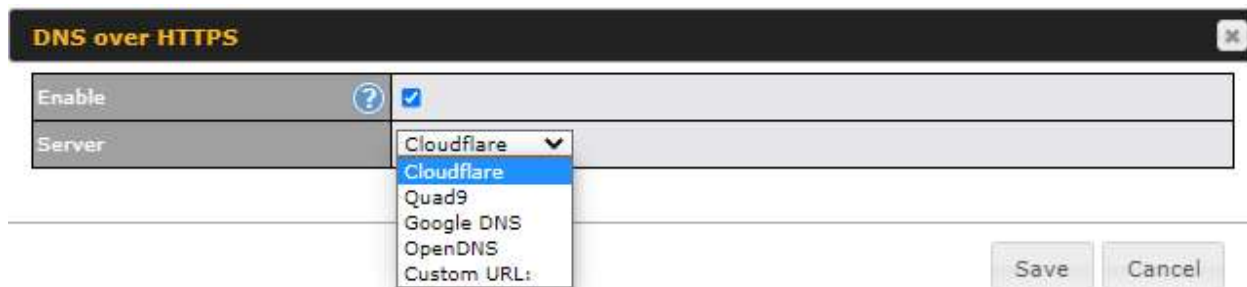 DNS over HTTPS
Enable ?
Server Cloudflare
Cloudflare
Quad9
Google DNS
OpenDNS
Custom URL:
Save Cancel